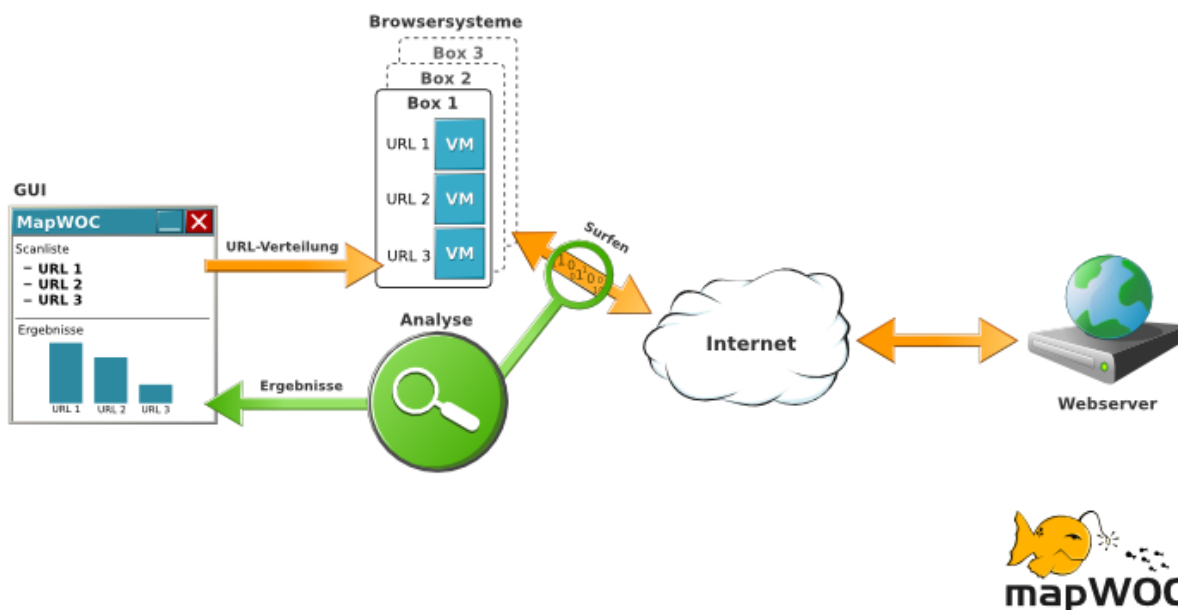 Browsersysteme
Box 3
Box 2
Box 1
URL 1 VM
URL 2 VM
URL 3 VM
GUI
MapWOC
Scanliste
– URL 1
– URL 2
– URL 3
Ergebnisse
URL 1 URL 2 URL 3
URL-Verteilung
Surfen
Analyse
Ergebnisse
Internet
Webserver
mapWOC